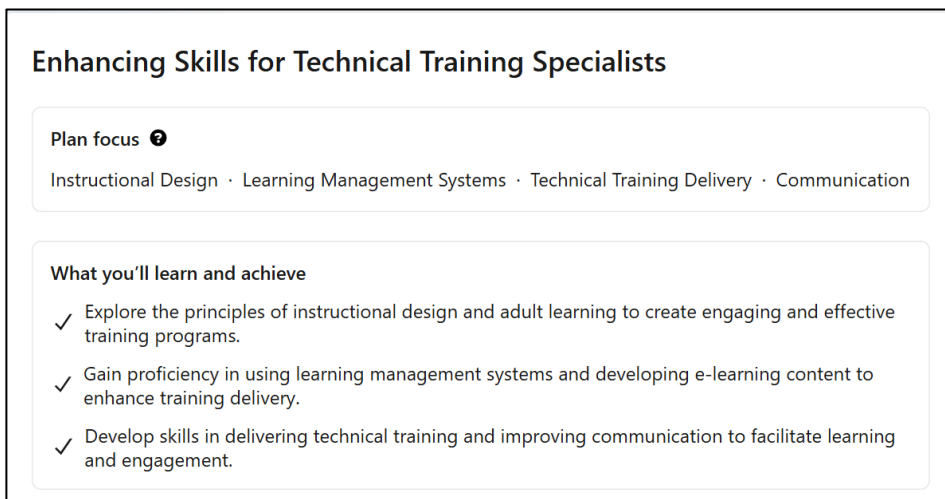 Enhancing Skills for Technical Training Specialists
Plan focus ?
Instructional Design · Learning Management Systems · Technical Training Delivery · Communication
What you'll learn and achieve
Explore the principles of instructional design and adult learning to create engaging and effective
training programs.
Gain proficiency in using learning management systems and developing e-learning content to
enhance training delivery.
Develop skills in delivering technical training and improving communication to facilitate learning
and engagement.